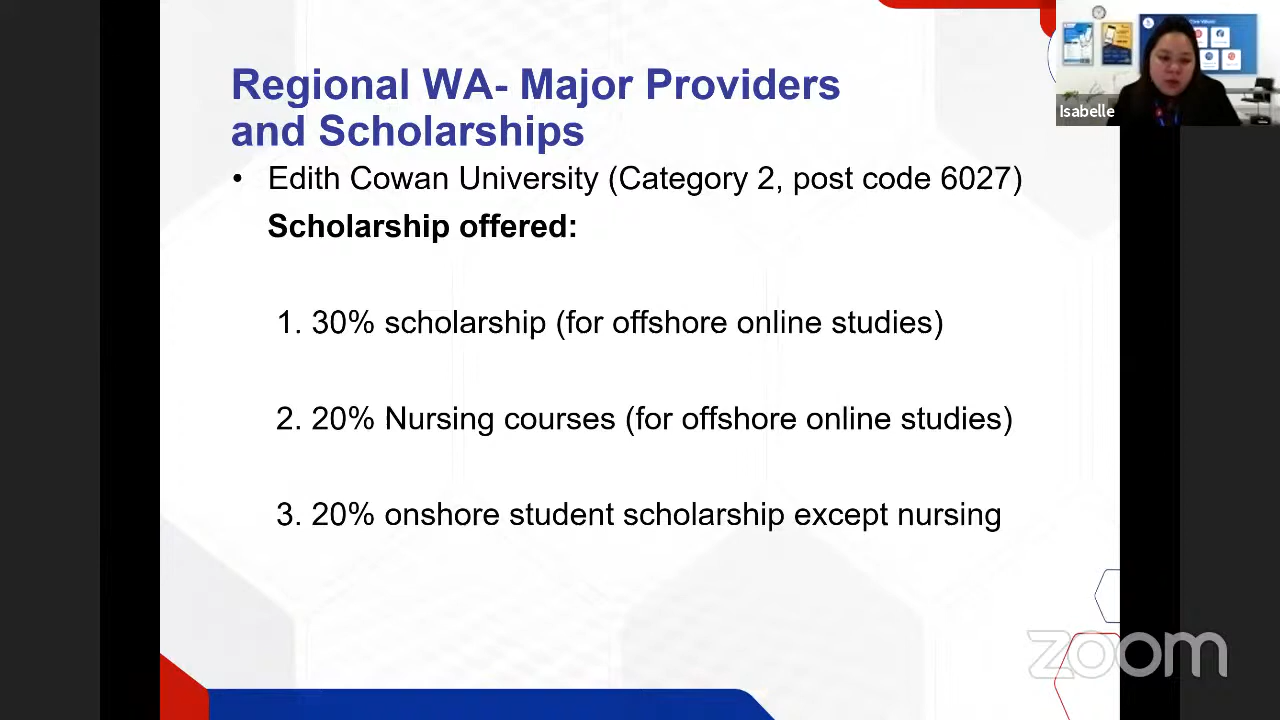 Regional WA- Major Providers
and Scholarships
• Edith Cowan University (Category 2, post code 6027)
Scholarship offered:
1. 30% scholarship (for offshore online studies)
2. 20% Nursing courses (for offshore online studies)
3. 20% onshore student scholarship except nursing
Isabelle
zoom